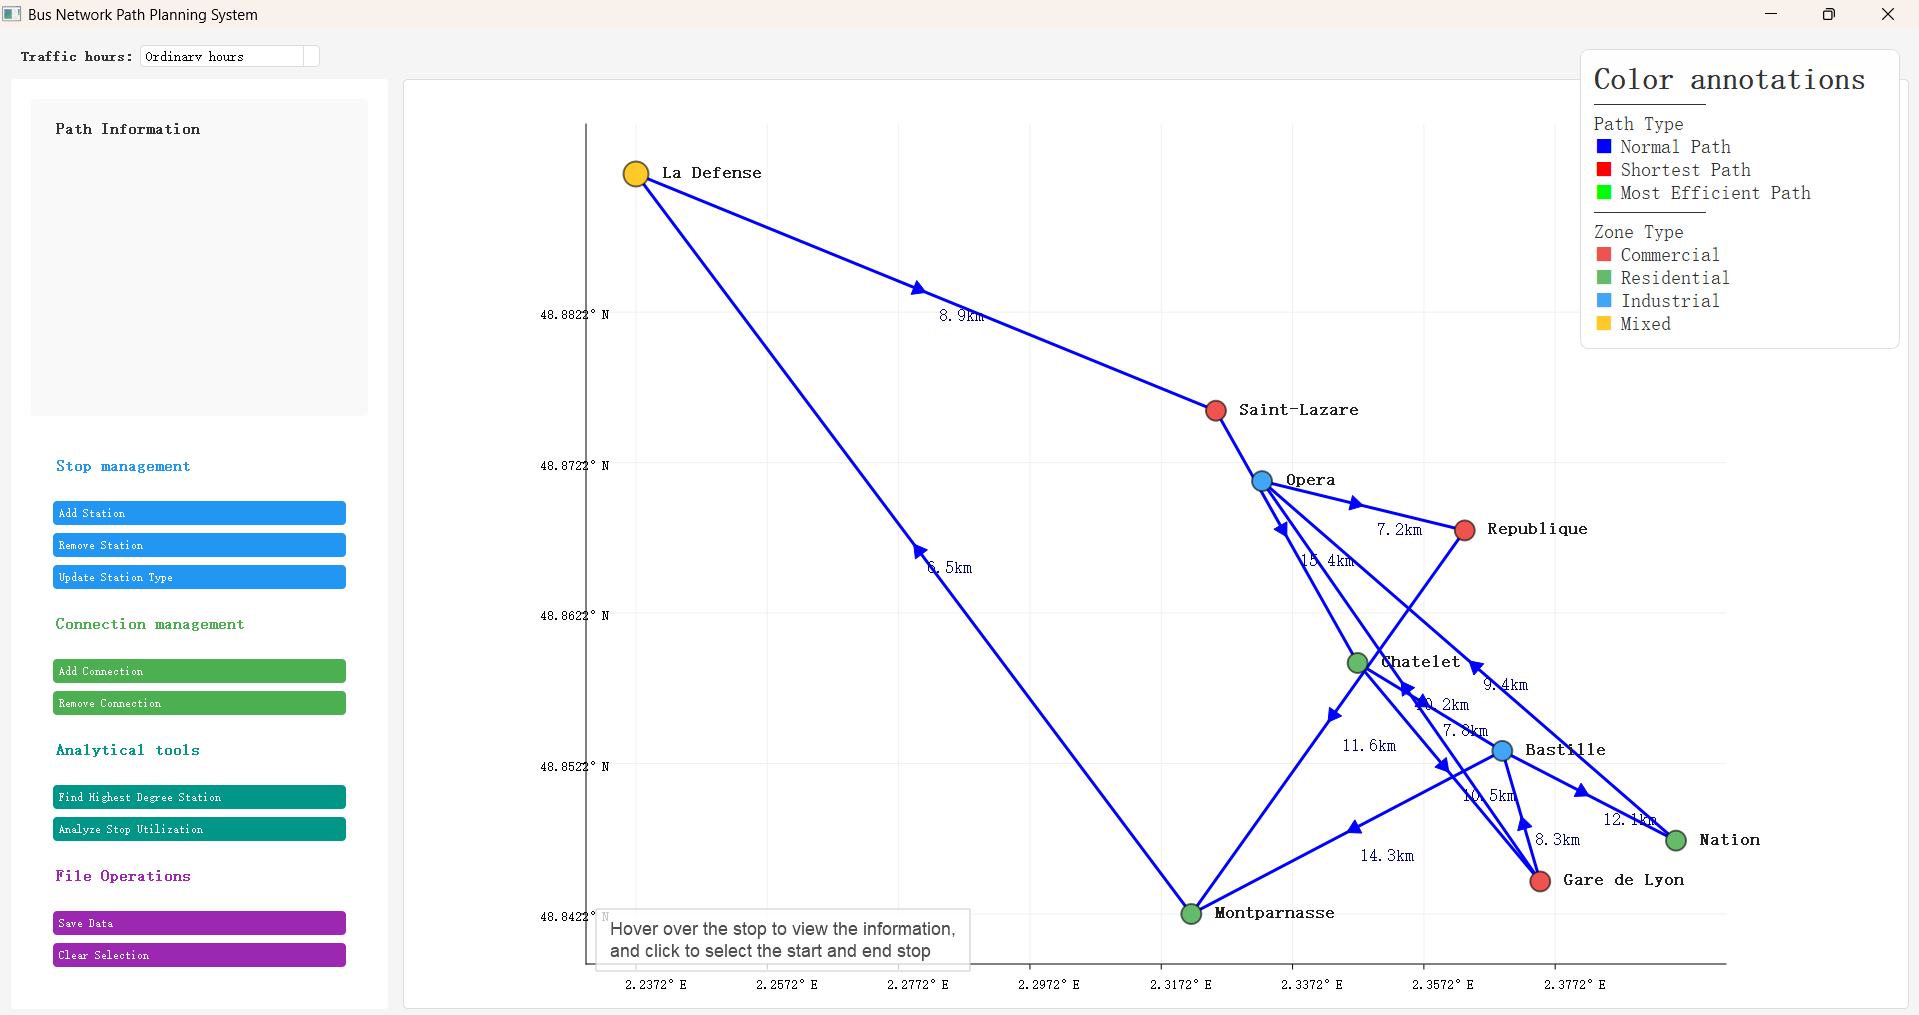 Bus Network Path Planning System
Traffic hours: Ordinary hours
Path Information
Stop management
Add Station
Remove Station
Update Station Type
Connection management
Add Connection
Remove Connection
Analytical tools
Find Highest Degree Station
Analyze Stop Utilization
File Operations
Save Data
Clear Selection
Color annotations
Path Type
Normal Path
Shortest Path
Most Efficient Path
Zone Type
Commercial
Residential
Industrial
Mixed
La Defense
48.8822° N
8.9km
Saint-Lazare
48.8722° N
Opera
7.2km
Republique
15.4km
6.5km
48.8622° N
Chatelet
9.4km
10.2km
7.8km
11.6km
Bastille
48.8522° N
10.5km
12.1km
8.3km
Nation
14.3km
Gare de Lyon
Montparnasse
48.8422° N
Hover over the stop to view the information,
and click to select the start and end stop
2.2372° E
2.2572° E
2.2772° E
2.2972° E
2.3172° E
2.3372° E
2.3572° E
2.3772° E